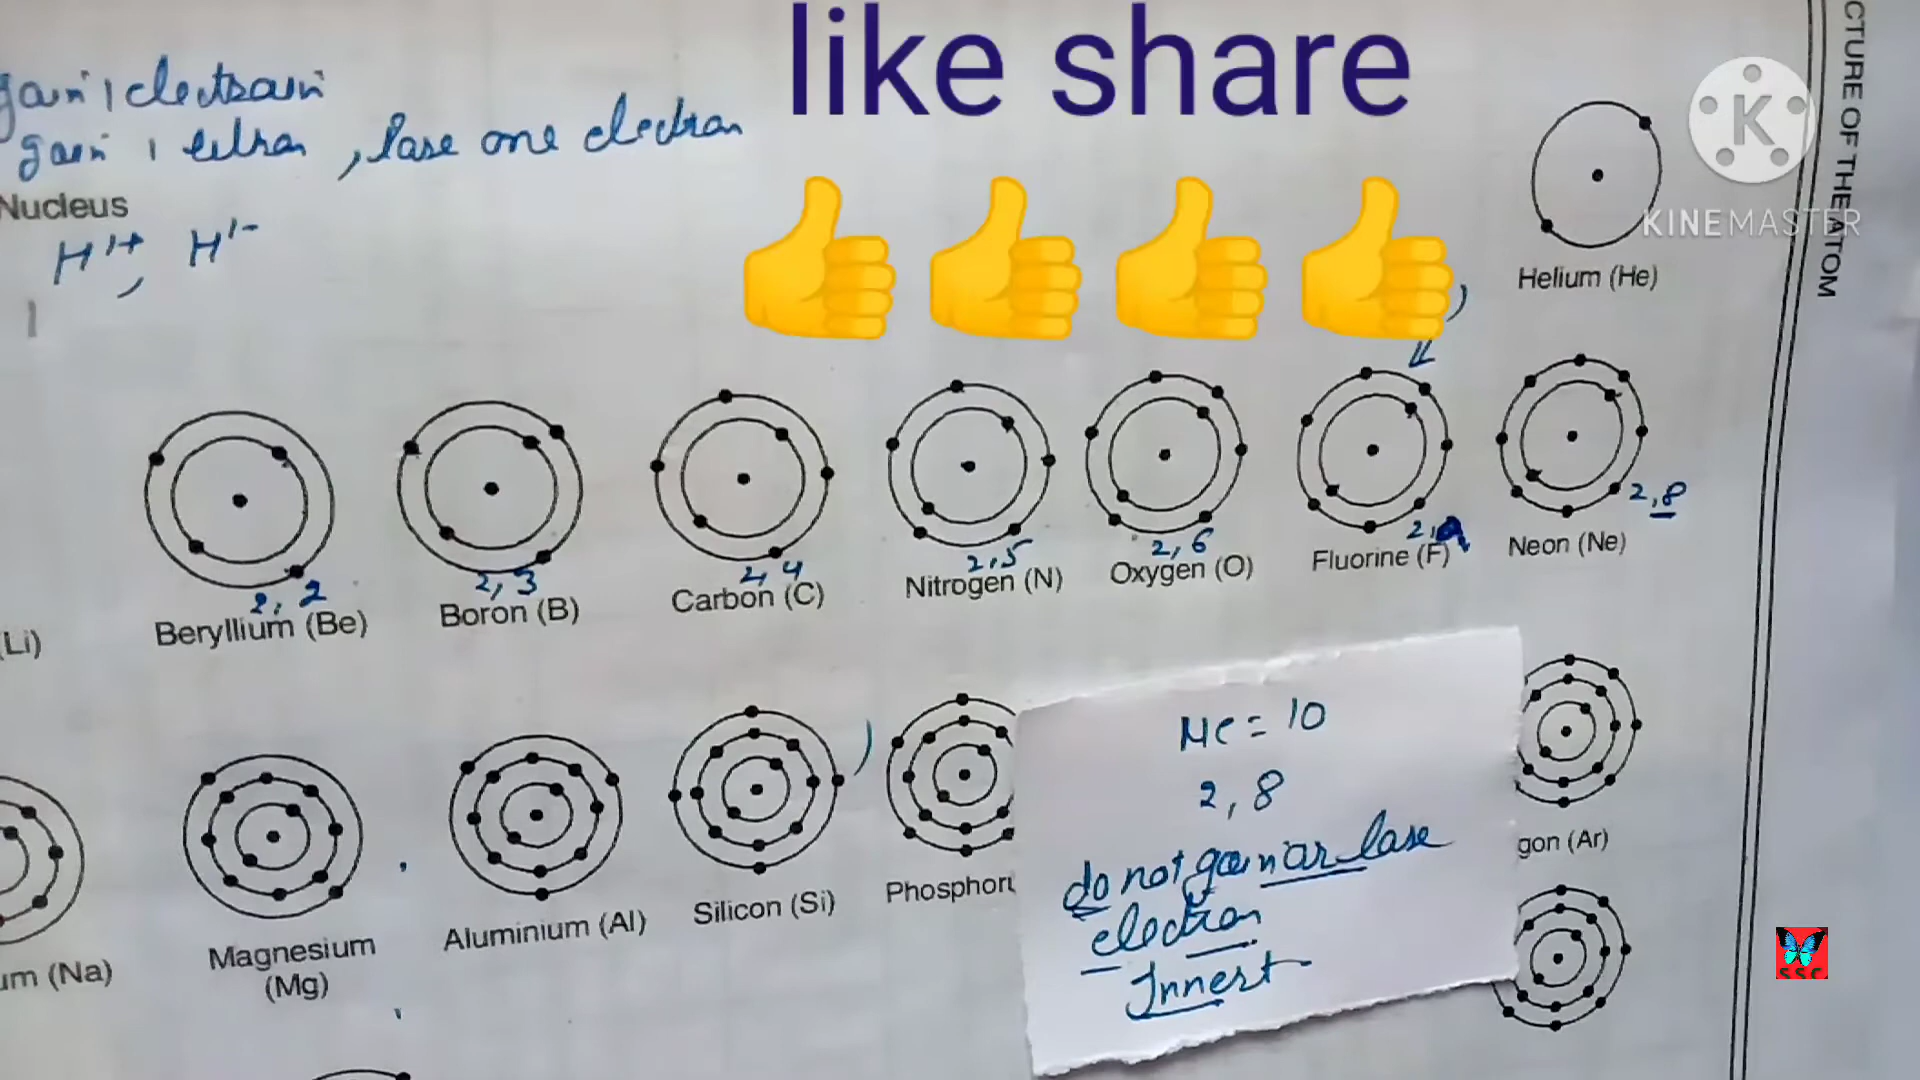 like share
gain 1 electron
gain 1 , lose one electron
Nucleus
H¹⁺, H¹⁻
K
KINEMASTER
CTURE OF THE ATOM
Helium (He)
2, 2
2, 3
2, 4
2, 5
2, 6
2,
2, 8
(Li)
Beryllium (Be)
Boron (B)
Carbon (C)
Nitrogen (N)
Oxygen (O)
Fluorine (F)
Neon (Ne)
Ne = 10
2, 8
do not gain or lose
electron
Innert
um (Na)
Magnesium
(Mg)
Aluminium (Al)
Silicon (Si)
Phosphoru
gon (Ar)
SSC